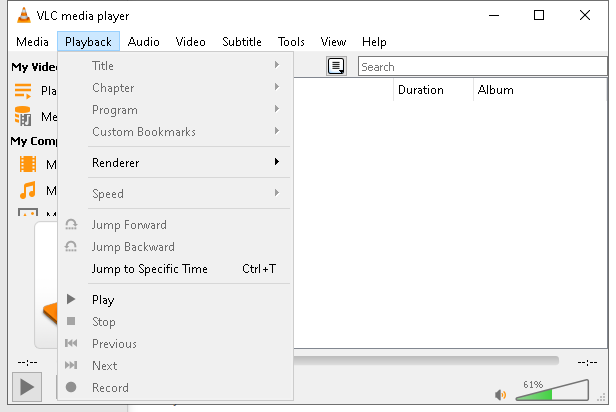 VLC media player
Media Playback Audio Video Subtitle Tools View Help
My Vide
Pla
Me
My Comp
M
M
M
Title
Chapter
Program
Custom Bookmarks
Renderer
Speed
Jump Forward
Jump Backward
Jump to Specific Time Ctrl+T
Play
Stop
Previous
Next
Record
Search
Duration Album
--:-- --:--
61%